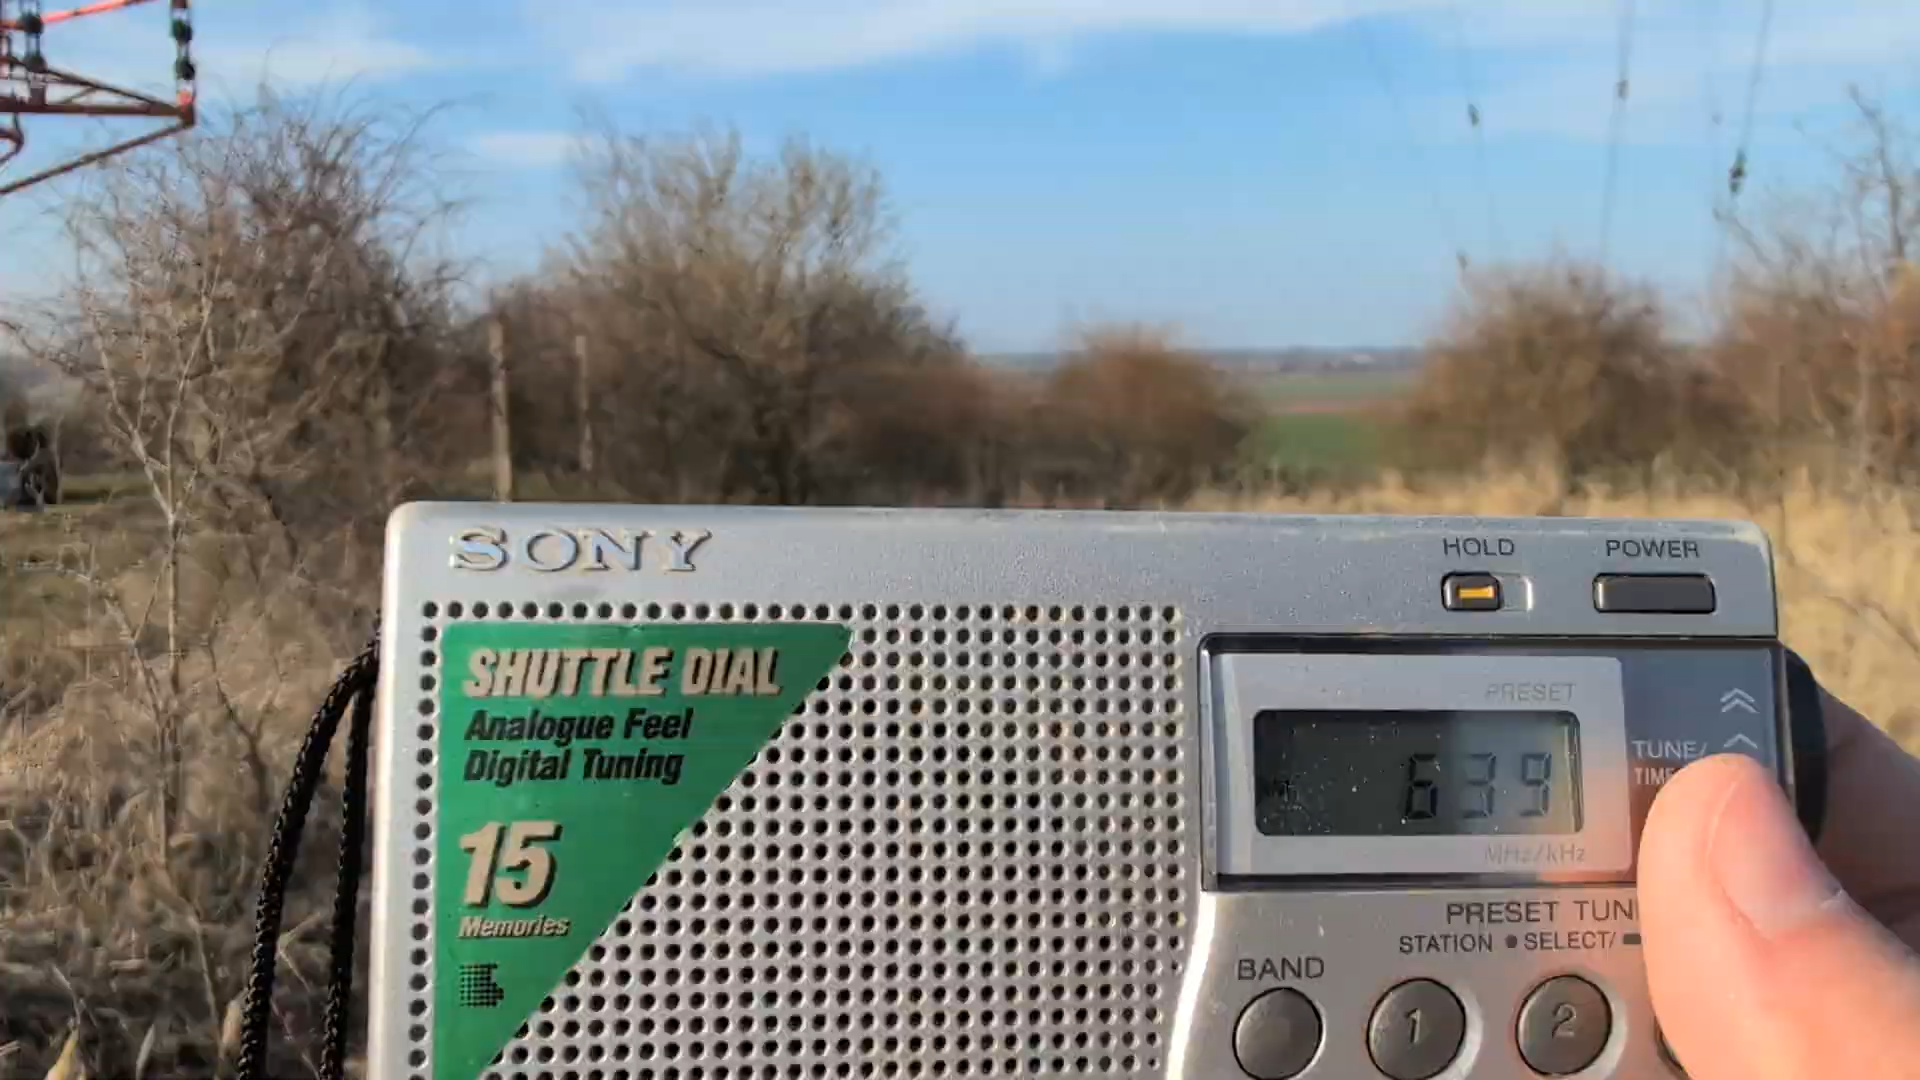 SONY
HOLD
POWER
SHUTTLE DIAL
Analogue Feel
Digital Tuning
15
Memories
PRESET
639
MHz/kHz
TUNE/
PRESET
STATION ● SELECT/
BAND
1
2